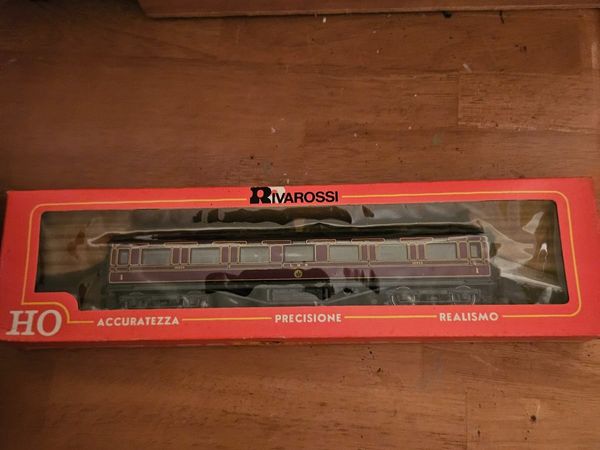 RIVAROSSI
HO
ACCURATEZZA
PRECISIONE
REALISMO